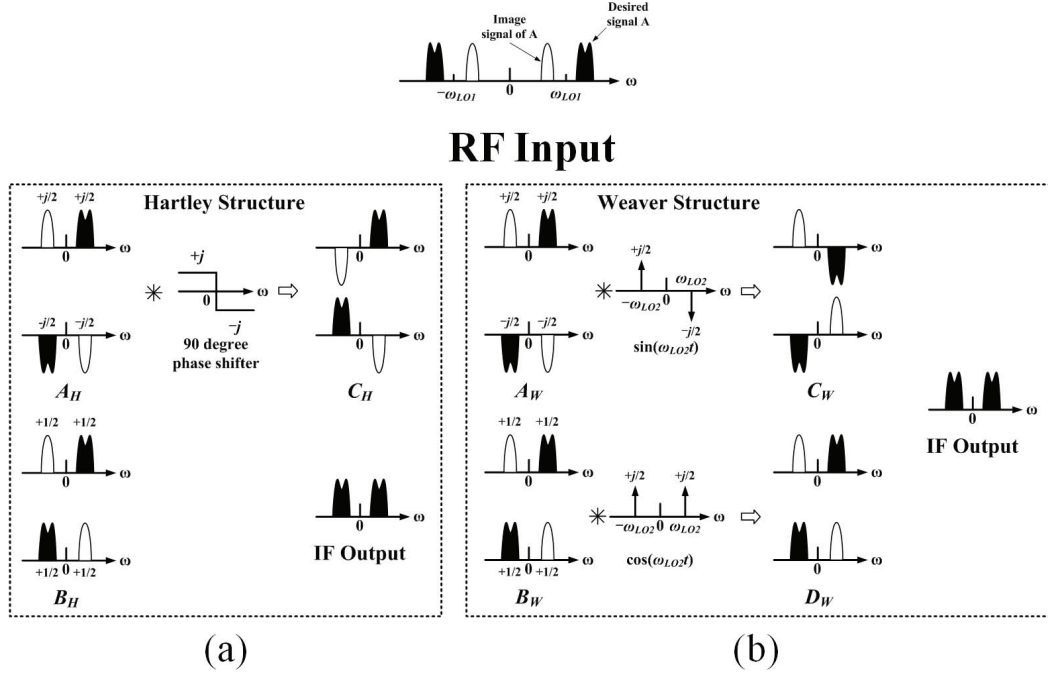 Image
signal of A
Desired
signal A
−ωLO1 0 ωLO1 ω
RF Input
Hartley Structure
+j/2 +j/2
0 ω
+j
0 ω
−j
90 degree
phase shifter
0 ω
-j/2 −j/2
0 ω
AH
0 ω
CH
+1/2 +1/2
0 ω
+1/2 0 +1/2 ω
BH
0 ω
IF Output
(a)
Weaver Structure
+j/2 +j/2
0 ω
+j/2
−ωLO2 0 ωLO2 ω
−j/2
sin(ωLO2t)
0 ω
−j/2 −j/2
0 ω
AW
0 ω
CW
+1/2 +1/2
0 ω
+j/2 +j/2
−ωLO2 0 ωLO2 ω
cos(ωLO2t)
0 ω
+1/2 0 +1/2 ω
BW
0 ω
DW
0 ω
IF Output
(b)